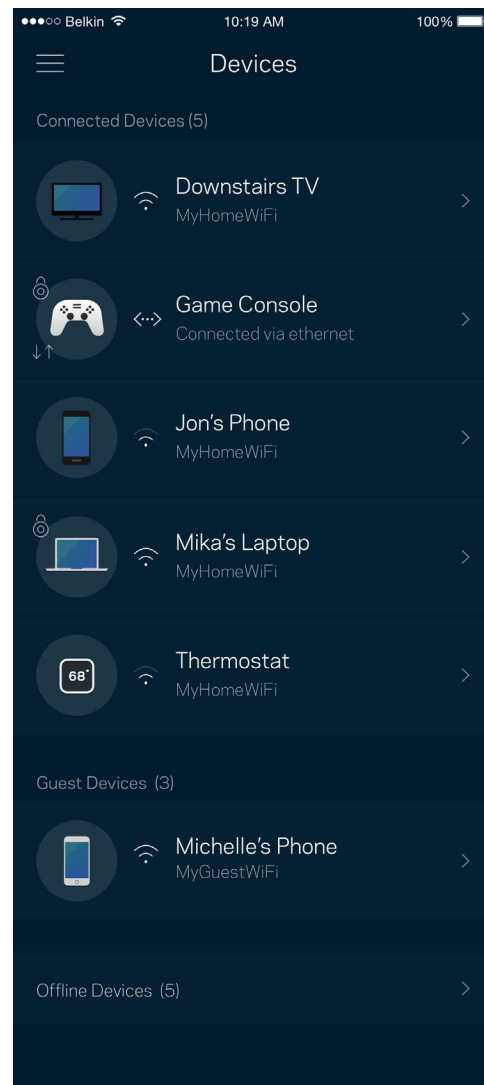 Belkin 10:19 AM 100%
Devices
Connected Devices (5)
Downstairs TV
MyHomeWiFi
Game Console
Connected via ethernet
Jon's Phone
MyHomeWiFi
Mika's Laptop
MyHomeWiFi
68°
Thermostat
MyHomeWiFi
Guest Devices (3)
Michelle's Phone
MyGuestWiFi
Offline Devices (5)